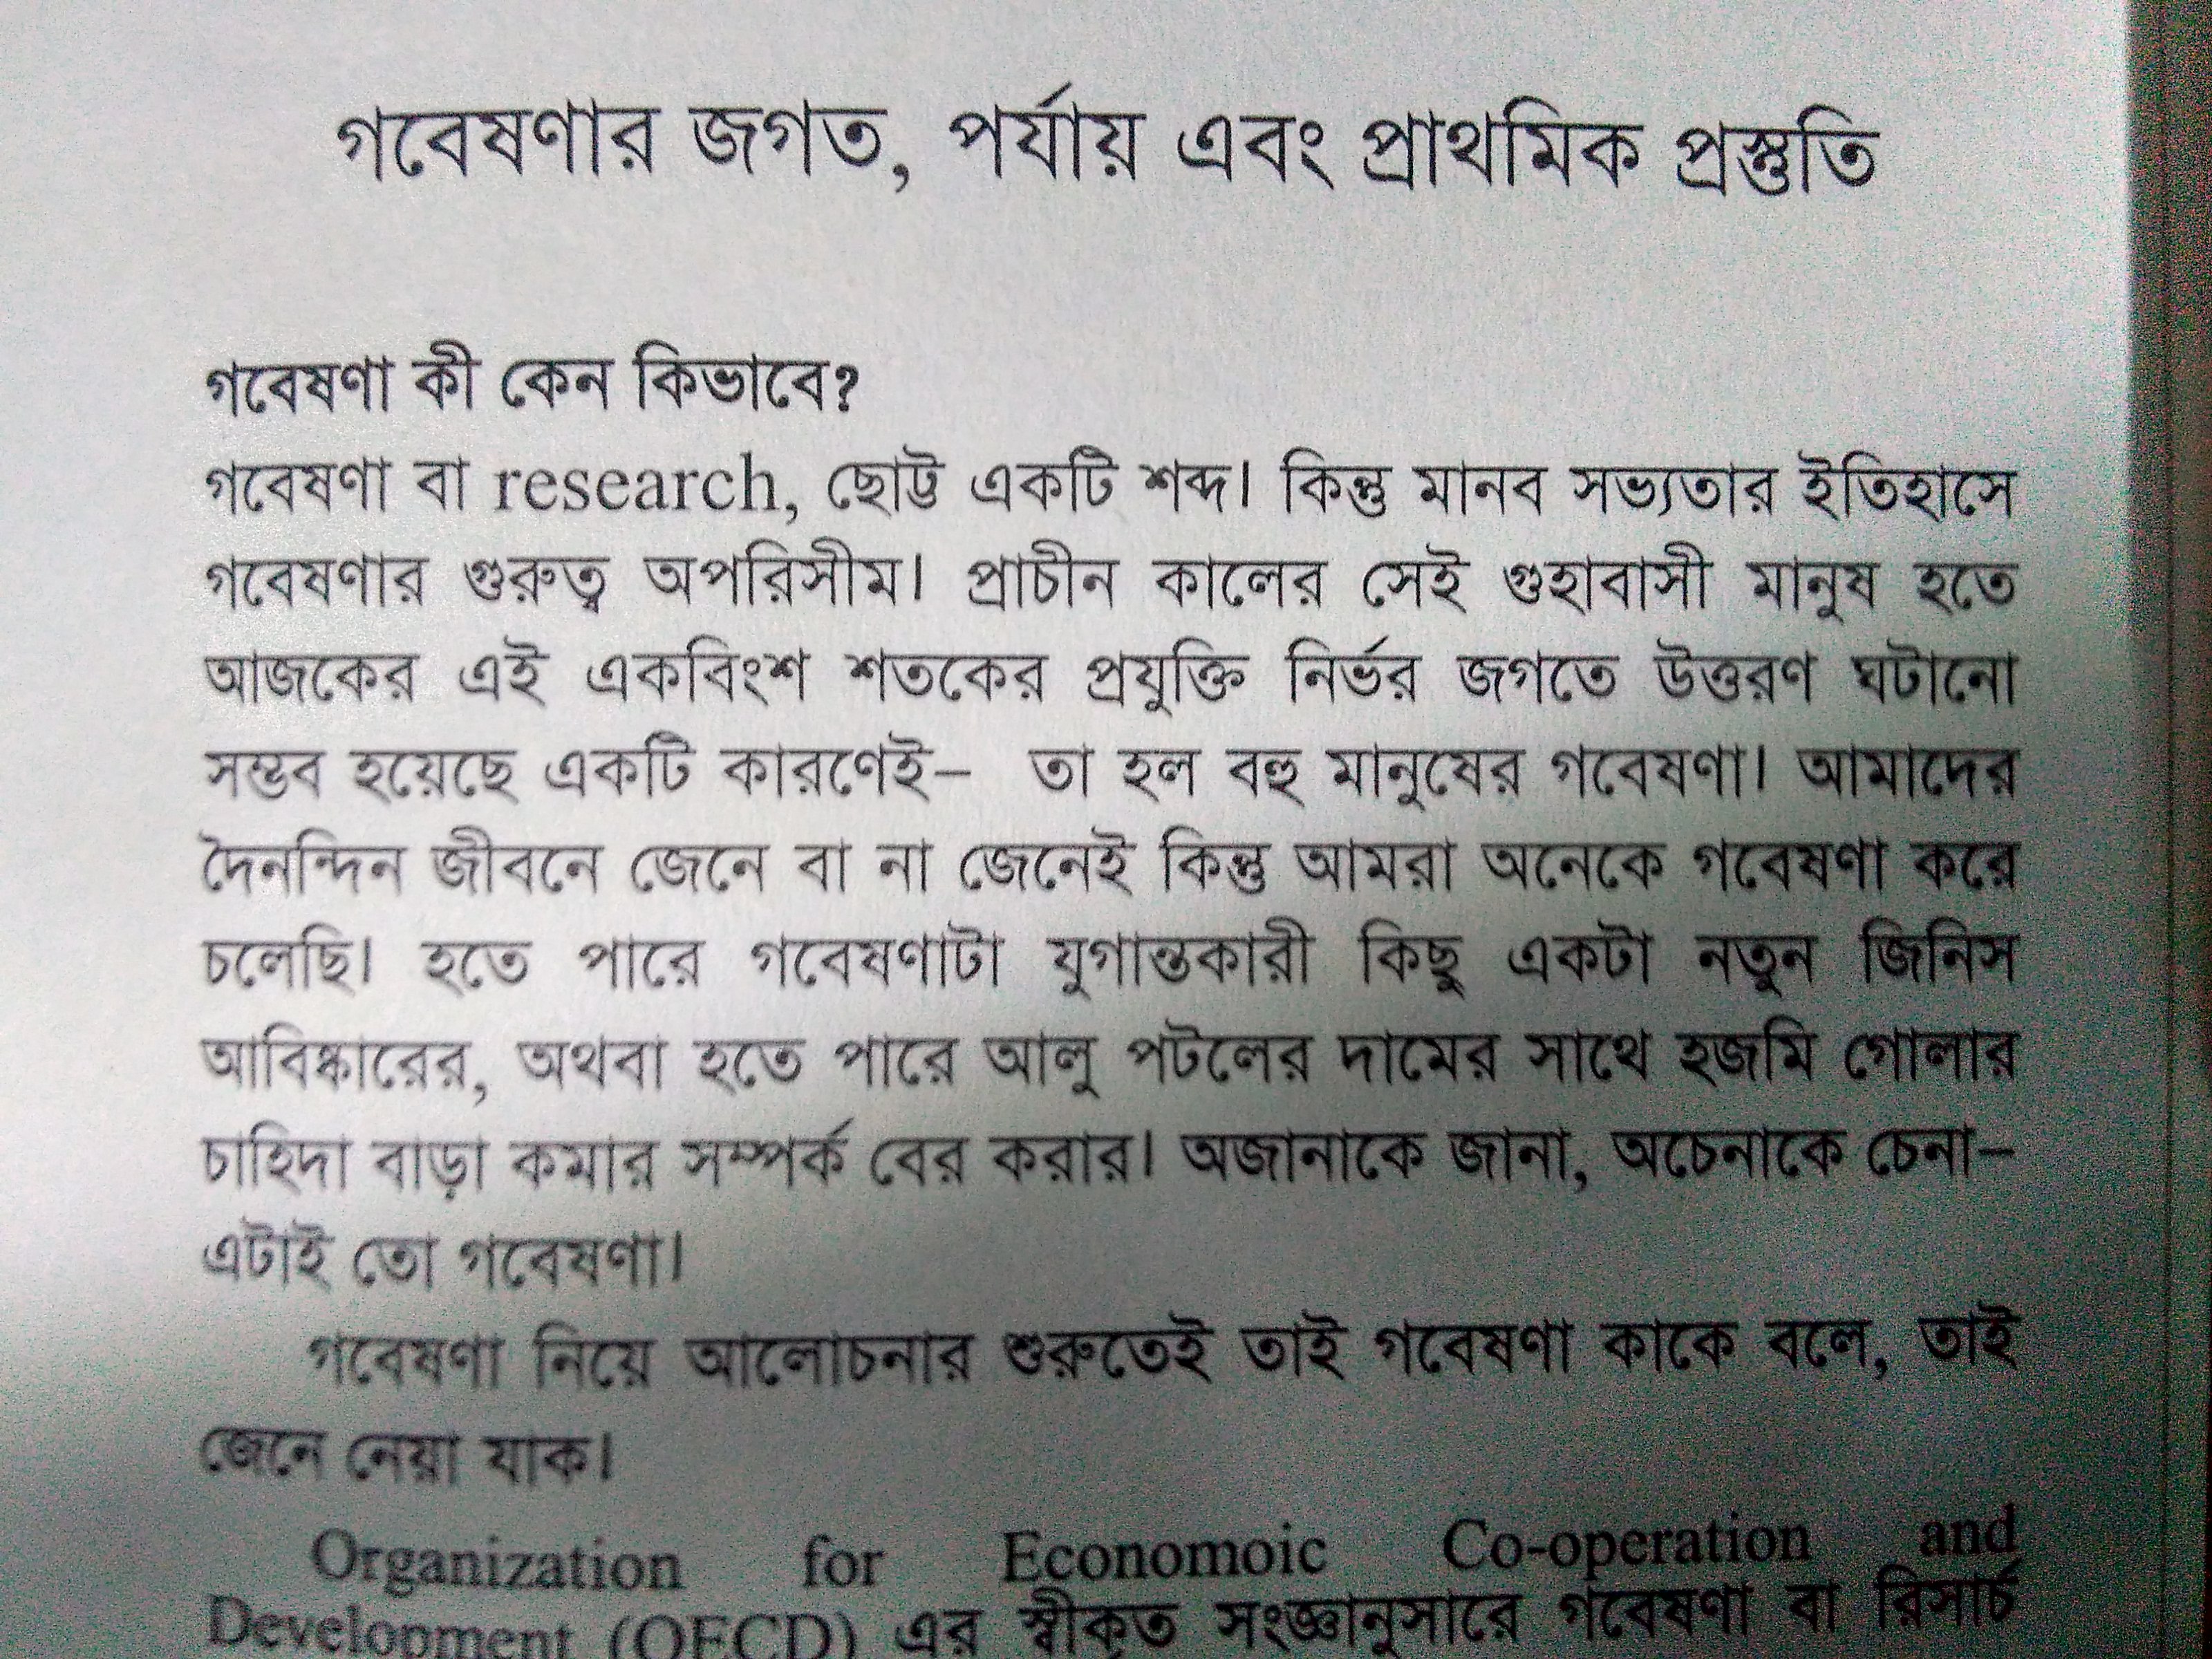 গবেষণার জগত, পর্যায় এবং প্রাথমিক প্রস্তুতি
গবেষণা কী কেন কিভাবে?
গবেষণা বা research, ছোট্ট একটি শব্দ। কিন্তু মানব সভ্যতার ইতিহাসে
গবেষণার গুরুত্ব অপরিসীম। প্রাচীন কালের সেই গুহাবাসী মানুষ হতে
আজকের এই একবিংশ শতকের প্রযুক্তি নির্ভর জগতে উত্তরণ ঘটানো
সম্ভব হয়েছে একটি কারণেই– তা হল বহু মানুষের গবেষণা। আমাদের
দৈনন্দিন জীবনে জেনে বা না জেনেই কিন্তু আমরা অনেকে গবেষণা করে
চলেছি। হতে পারে গবেষণাটা যুগান্তকারী কিছু একটা নতুন জিনিস
আবিষ্কারের, অথবা হতে পারে আলু পটলের দামের সাথে হজমি গোলার
চাহিদা বাড়া কমার সম্পর্ক বের করার। অজানাকে জানা, অচেনাকে চেনা–
এটাই তো গবেষণা।
গবেষণা নিয়ে আলোচনার শুরুতেই তাই গবেষণা কাকে বলে, তাই
জেনে নেয়া যাক।
Organization for Economoic Co-operation and
Development (OECD) এর স্বীকৃত সংজ্ঞানুসারে গবেষণা বা রিসার্চ